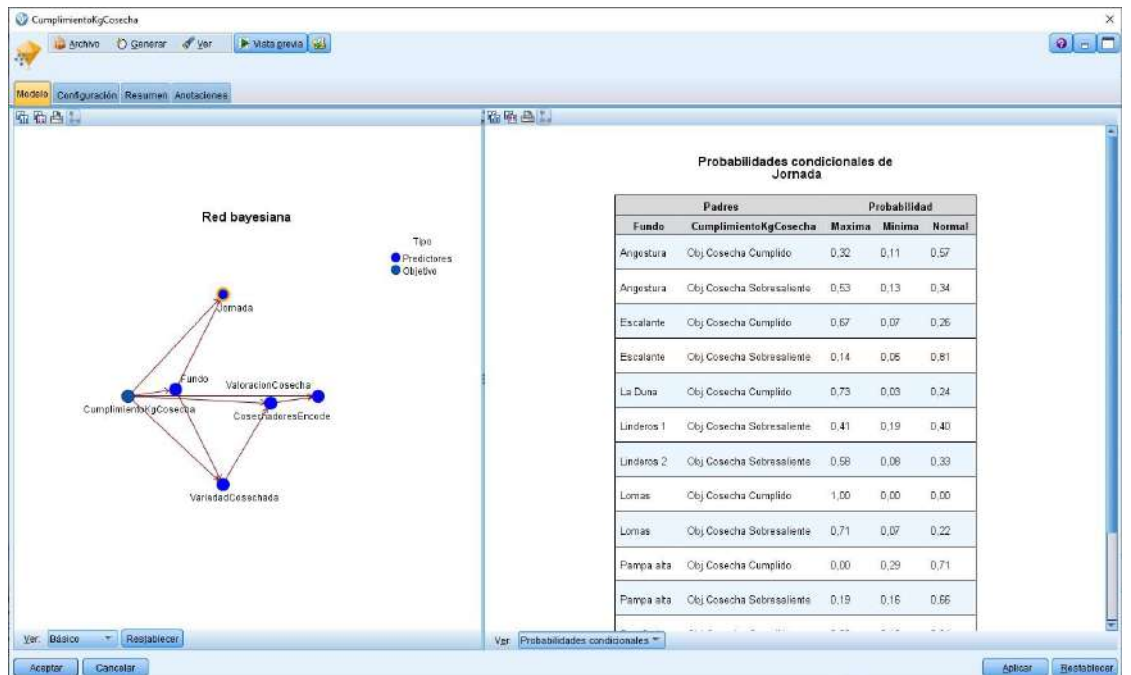 CumplimientoKgCosecha
Archivo Generar Ver Vista previa
Modelo Configuración Resumen Anotaciones
Red bayesiana
Tipo
Predictores
Objetivo
Jornada
Fundo
ValoracionCosecha
CumplimientoKgCosecha
CosechadoresEncode
VariedadCosechada
Ver: Básico Restablecer
Probabilidades condicionales de
Jornada
Padres Probabilidad
Fundo CumplimientoKgCosecha Maxima Minima Normal
Angostura Obj.Cosecha Cumplido 0,32 0,11 0,57
Angostura Obj.Cosecha Sobresaliente 0,53 0,13 0,34
Escalante Obj.Cosecha Cumplido 0,67 0,07 0,26
Escalante Obj.Cosecha Sobresaliente 0,14 0,05 0,81
La Duna Obj.Cosecha Cumplido 0,73 0,03 0,24
Linderos 1 Obj.Cosecha Sobresaliente 0,41 0,19 0,40
Linderos 2 Obj.Cosecha Sobresaliente 0,58 0,08 0,33
Lomas Obj.Cosecha Cumplido 1,00 0,00 0,00
Lomas Obj.Cosecha Sobresaliente 0,71 0,07 0,22
Pampa alta Obj.Cosecha Cumplido 0,00 0,29 0,71
Pampa alta Obj.Cosecha Sobresaliente 0,19 0,16 0,66
Ver Probabilidades condicionales
Aceptar Cancelar Aplicar Restablecer